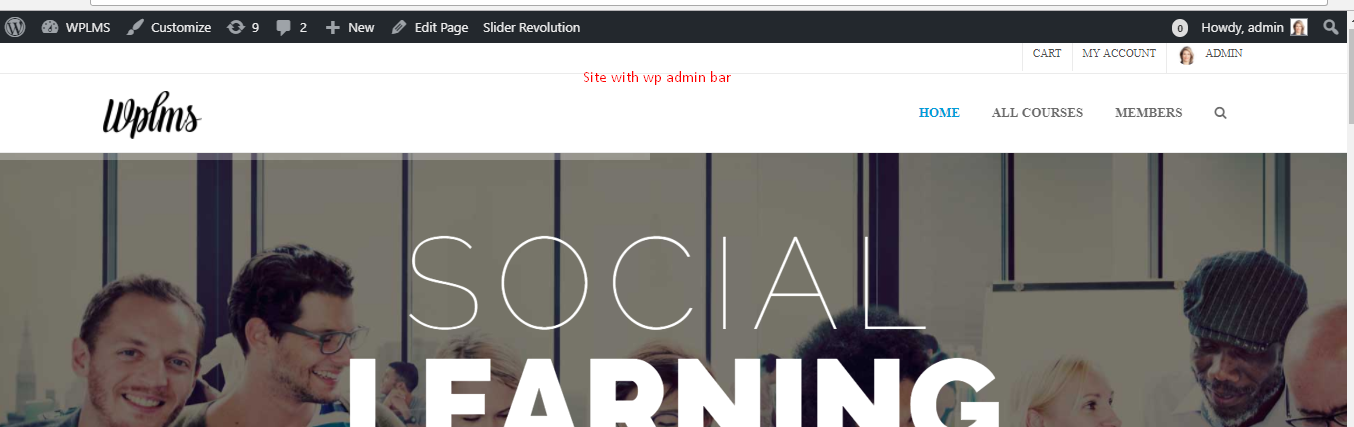 WPLMS Customize 9 2 New Edit Page Slider Revolution 0 Howdy, admin
CART MY ACCOUNT ADMIN
Site with wp admin bar
Wplms HOME ALL COURSES MEMBERS
SOCIAL
LEARNING